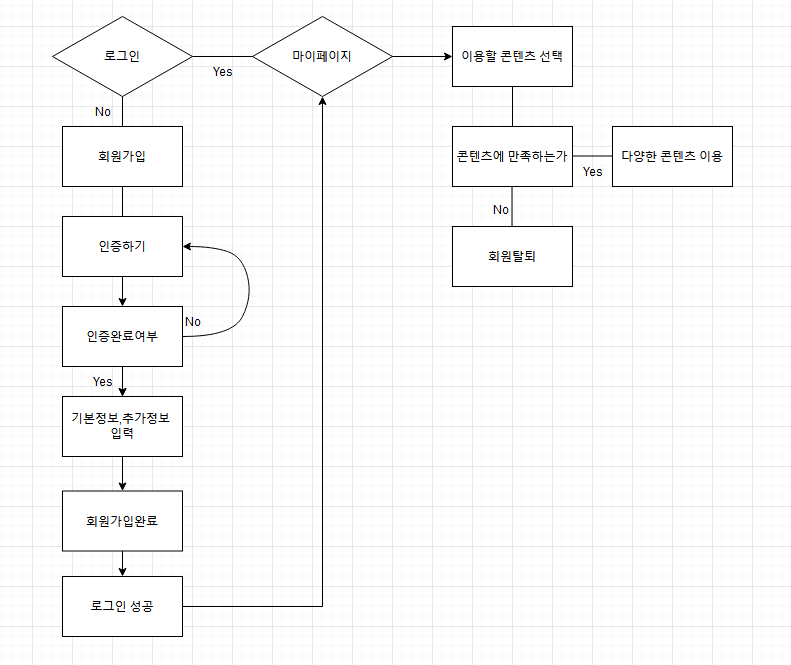 로그인
Yes
마이페이지
이용할 콘텐츠 선택
No
회원가입
콘텐츠에 만족하는가
Yes
다양한 콘텐츠 이용
No
인증하기
회원탈퇴
인증완료여부
No
Yes
기본정보,추가정보
입력
회원가입완료
로그인 성공